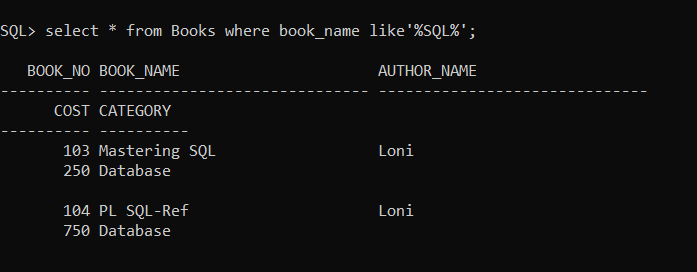 SQL> select * from Books where book_name like'%SQL%';
   BOOK_NO BOOK_NAME                      AUTHOR_NAME
---------- ------------------------------ ------------------------------
      COST CATEGORY
---------- ----------
       103 Mastering SQL                  Loni
       250 Database
       104 PL SQL-Ref                     Loni
       750 Database